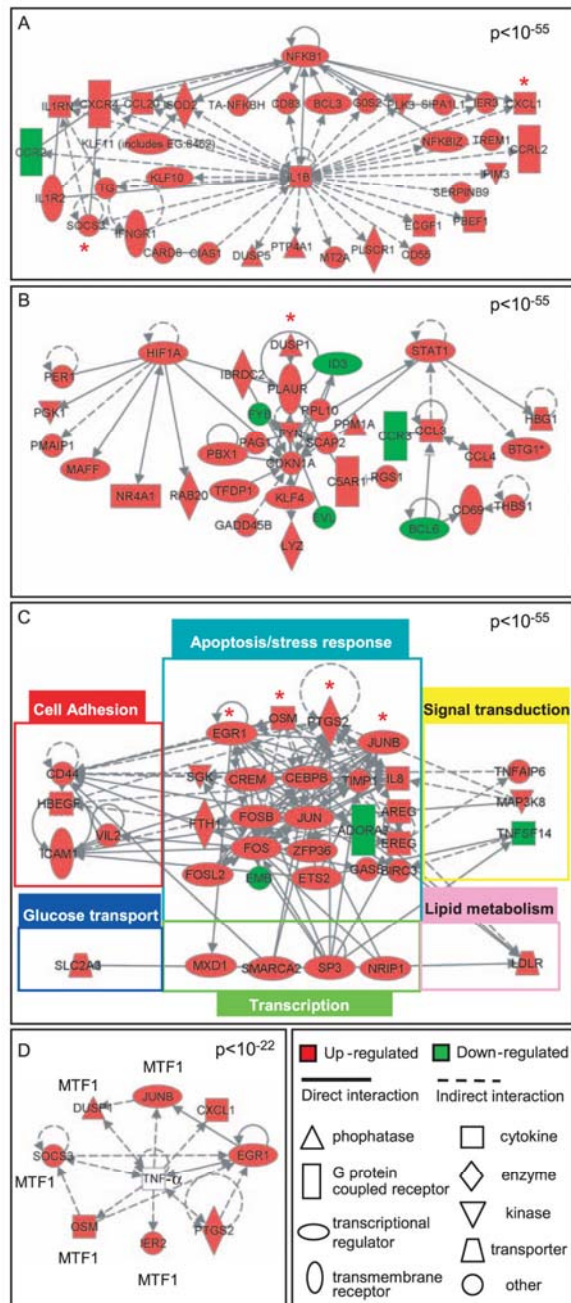 A
p<10-55
NFKB1
*
IL1RN
CXCR4
CCL20
SOD2
TA-NFKBH
CD83
BCL3
G0S2
PLK3
SIPA1L1
IER3
CXCL1
KLF11 (includes EG:8462)
NFKBIZ
TREM1
CCRL2
CCR3
IL1R2
TG
KLF10
IL1B
PIM3
SERPINB9
SOCS3
IFNGR1
ECGF1
PBEF1
*
CARD8
CIAS1
DUSP5
PTP4A1
MT2A
PLSCR1
CD55
B
p<10-55
*
DUSP1
HIF1A
STAT1
PER1
IBRDC2
PLAUR
ID3
PGK1
FYB
PPL10
PPM1A
CCR3
CCL3
HBG1
PMAIP1
PAG1
FYN
SCAP2
BTG1*
MAFF
PBX1
CDKN1A
CCL4
NR4A1
RAB20
TFDP1
KLF4
C5AR1
RGS1
GADD45B
EVL
BCL6
CD69
THBS1
LYZ
C
p<10-55
Apoptosis/stress response
Cell Adhesion
Signal transduction
* * * *
EGR1
OSM
PTGS2
JUNB
CD44
SGK
CREM
CEBPB
TIMP1
IL8
TNFAIP6
HBEGF
MAP3K8
VIL2
FTH1
FOSB
JUN
ADORA3
AREG
TNFSF14
ICAM1
FOS
ZFP36
EREG
FOSL2
EMB
ETS2
GAS8
BIRC3
Glucose transport
Lipid metabolism
SLC2A3
MXD1
SMARCA2
SP3
NRIP1
LDLR
Transcription
D
p<10-22
MTF1
MTF1
JUNB
DUSP1
CXCL1
SOCS3
EGR1
TNF-α
MTF1
OSM
IER2
PTGS2
MTF1
MTF1
Up-regulated
Down-regulated
Direct interaction
Indirect interaction
phophatase
cytokine
G protein
coupled receptor
enzyme
kinase
transcriptional
regulator
transporter
transmembrane
receptor
other